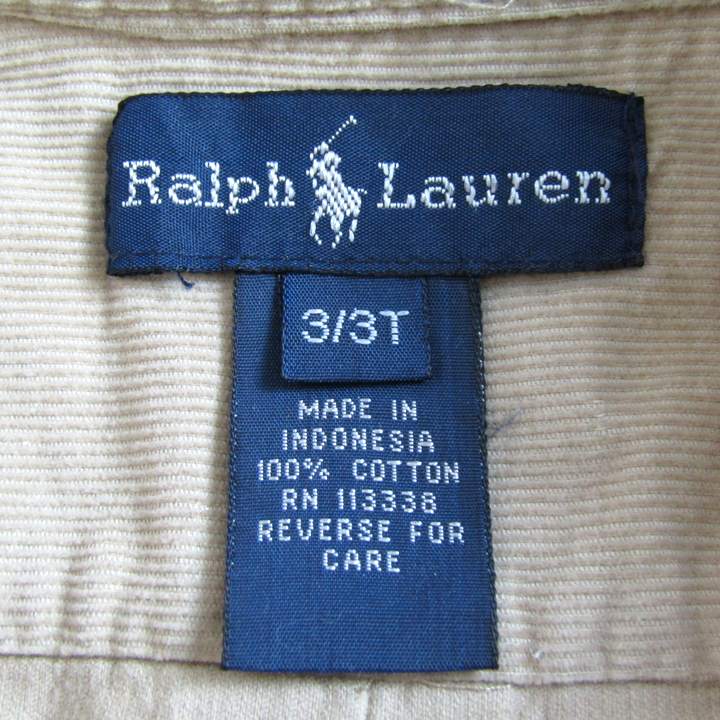 Ralph Lauren
3/3T
MADE IN
INDONESIA
100% COTTON
RN 113338
REVERSE FOR
CARE